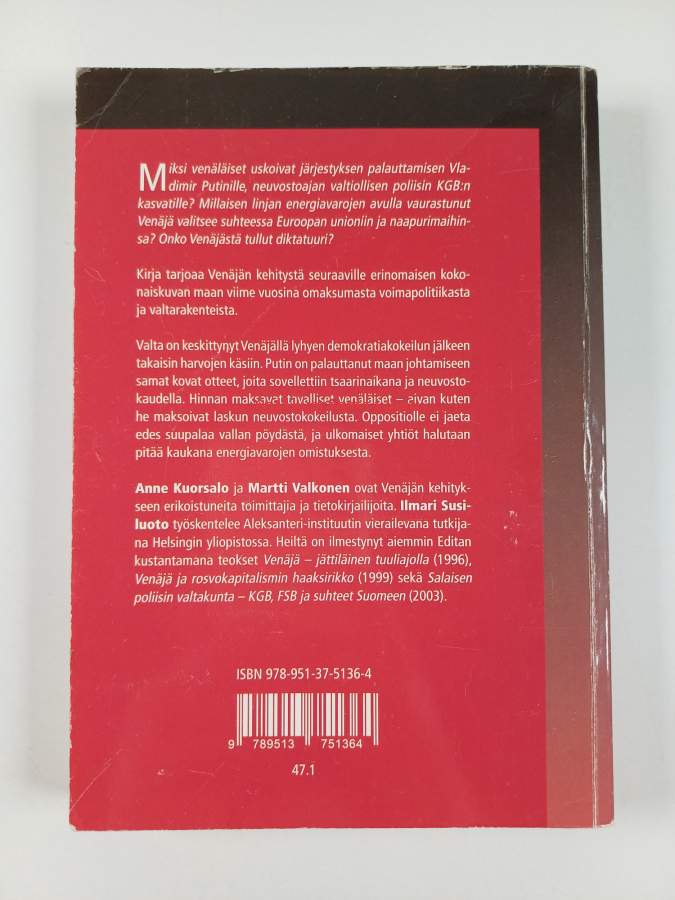 Miksi venäläiset uskoivat järjestyksen palauttamisen Vla-
dimir Putinille, neuvostoajan valtiollisen poliisin KGB:n
kasvatille? Millaisen linjan energiavarojen avulla vaurastunut
Venäjä valitsee suhteessa Euroopan unioniin ja naapurimaihin-
sa? Onko Venäjästä tullut diktatuuri?
Kirja tarjoaa Venäjän kehitystä seuraaville erinomaisen koko-
naiskuvan maan viime vuosina omaksumasta voimapolitiikasta
ja valtarakenteista.
Valta on keskittynyt Venäjällä lyhyen demokratiakokeilun jälkeen
takaisin harvojen käsiin. Putin on palauttanut maan johtamiseen
samat kovat otteet, joita sovellettiin tsaarinaikana ja neuvosto-
kaudella. Hinnan maksavat tavalliset venäläiset – aivan kuten
he maksoivat laskun neuvostokokeilusta. Oppositiolle ei jaeta
edes suupalaa vallan pöydästä, ja ulkomaiset yhtiöt halutaan
pitää kaukana energiavarojen omistuksesta.
Anne Kuorsalo ja Martti Valkonen ovat Venäjän kehityk-
seen erikoistuneita toimittajia ja tietokirjailijoita. Ilmari Susi-
luoto työskentelee Aleksanteri-instituutin vierailevana tutkija-
na Helsingin yliopistossa. Heiltä on ilmestynyt aiemmin Editan
kustantamana teokset Venäjä – jättiläinen tuuliajolla (1996),
Venäjä ja rosvokapitalismin haaksirikko (1999) sekä Salaisen
poliisin valtakunta – KGB, FSB ja suhteet Suomeen (2003).
ISBN 978-951-37-5136-4
9 789513 751364
47.1